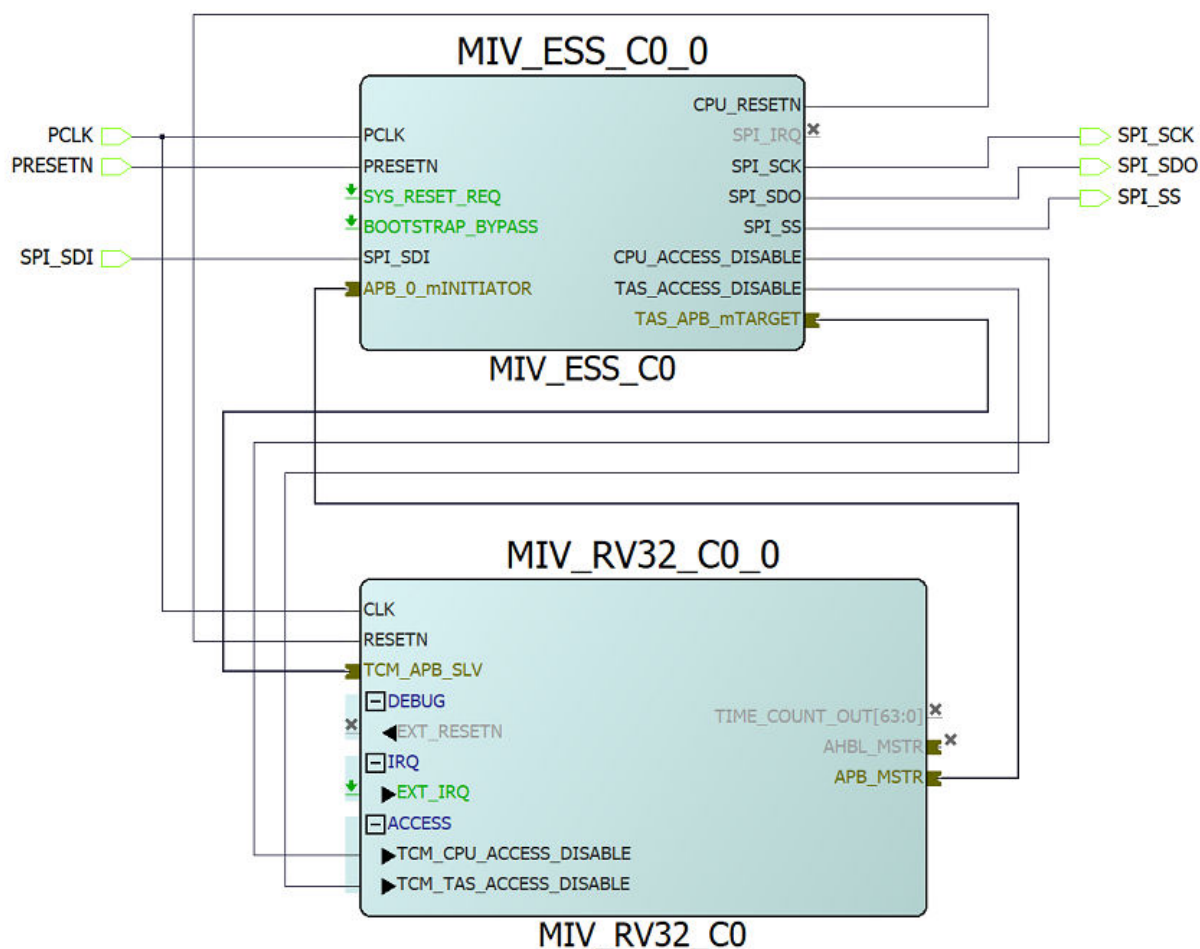 MIV_ESS_C0_0
CPU_RESETN
PCLK
PCLK
SPI_IRQ
SPI_SCK
PRESETN
PRESETN
SPI_SCK
SPI_SDO
SYS_RESET_REQ
SPI_SDO
SPI_SS
BOOTSTRAP_BYPASS
SPI_SS
SPI_SDI
SPI_SDI
CPU_ACCESS_DISABLE
APB_0_mINITIATOR
TAS_ACCESS_DISABLE
TAS_APB_mTARGET
MIV_ESS_C0
MIV_RV32_C0_0
CLK
RESETN
TCM_APB_SLV
DEBUG
TIME_COUNT_OUT[63:0]
EXT_RESETN
AHBL_MSTR
IRQ
APB_MSTR
EXT_IRQ
ACCESS
TCM_CPU_ACCESS_DISABLE
TCM_TAS_ACCESS_DISABLE
MIV_RV32_C0